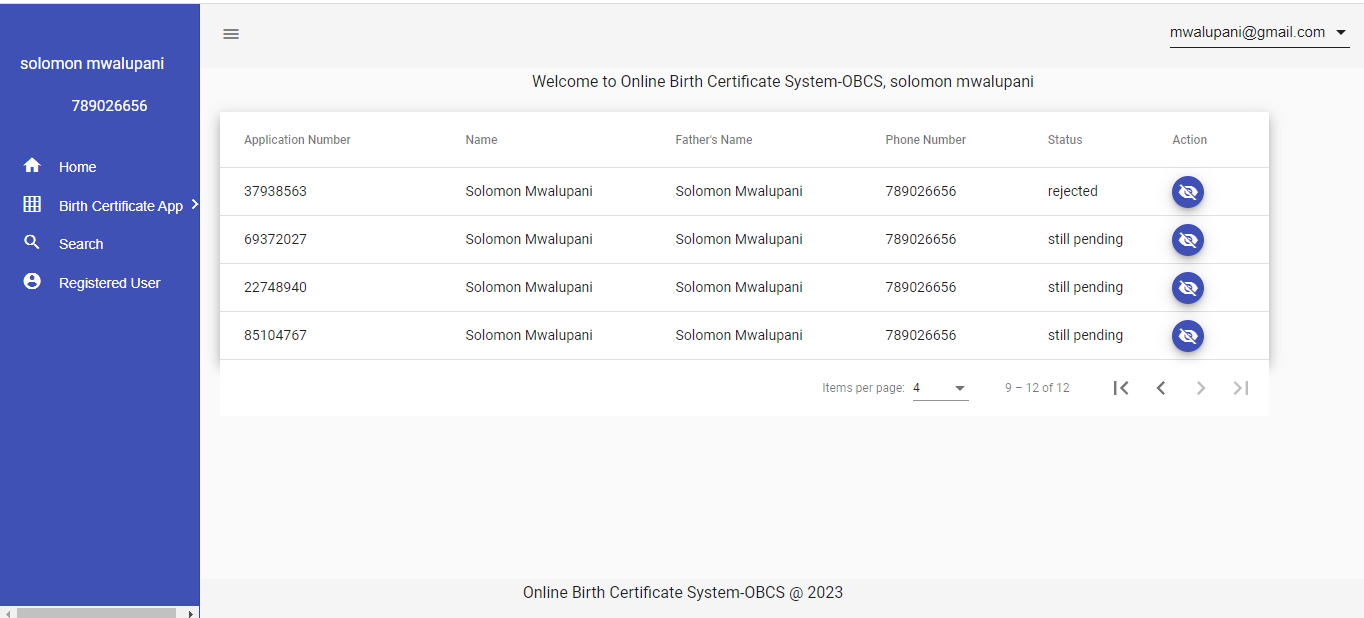 solomon mwalupani
789026656
Home
Birth Certificate App
Search
Registered User
mwalupani@gmail.com
Welcome to Online Birth Certificate System-OBCS, solomon mwalupani
Application Number Name Father's Name Phone Number Status Action
37938563 Solomon Mwalupani Solomon Mwalupani 789026656 rejected
69372027 Solomon Mwalupani Solomon Mwalupani 789026656 still pending
22748940 Solomon Mwalupani Solomon Mwalupani 789026656 still pending
85104767 Solomon Mwalupani Solomon Mwalupani 789026656 still pending
Items per page: 4 9 – 12 of 12
Online Birth Certificate System-OBCS @ 2023